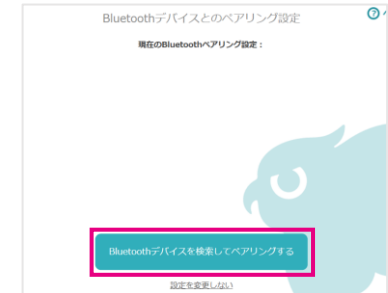 Bluetoothデバイスとのペアリング設定
?
現在のBluetoothペアリング設定：
Bluetoothデバイスを検索してペアリングする
設定を変更しない